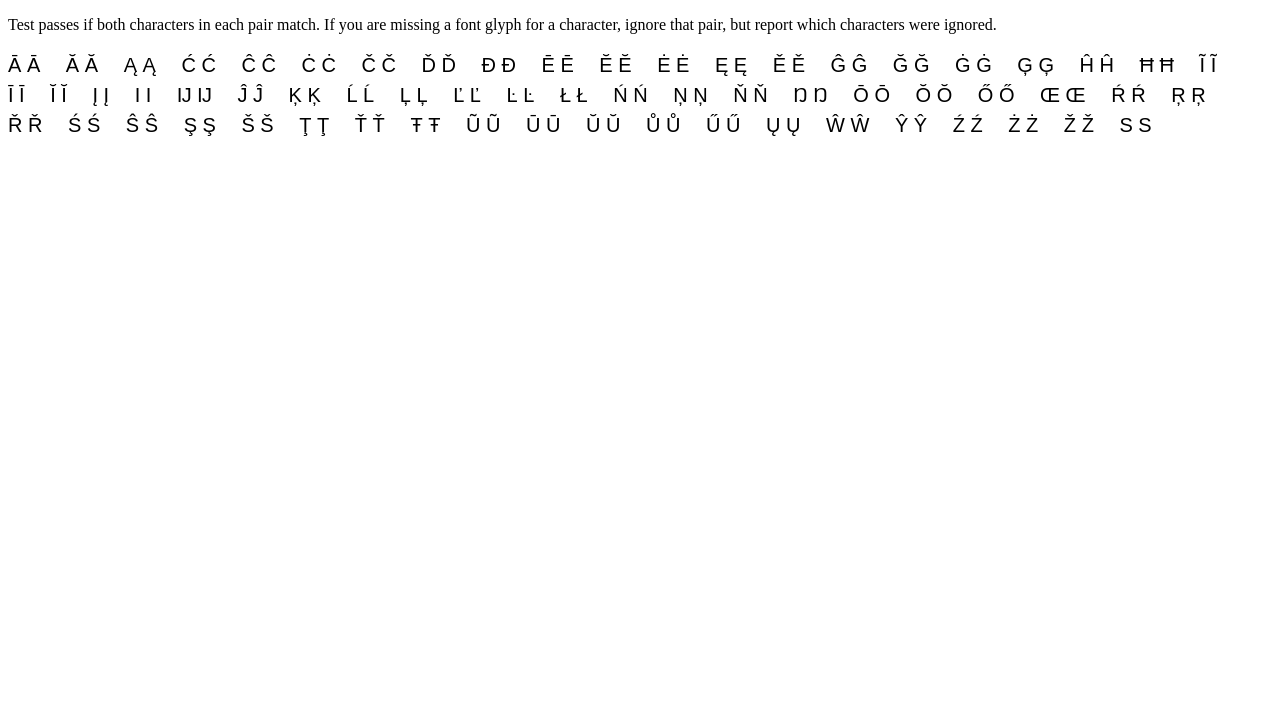 Test passes if both characters in each pair match. If you are missing a font glyph for a character, ignore that pair, but report which characters were ignored.
Ā Ā Ă Ă Ą Ą Ć Ć Ĉ Ĉ Ċ Ċ Č Č Ď Ď Đ Đ Ē Ē Ĕ Ĕ Ė Ė Ę Ę Ě Ě Ĝ Ĝ Ğ Ğ Ġ Ġ Ģ Ģ Ĥ Ĥ Ħ Ħ Ĩ Ĩ
Ī Ī Ĭ Ĭ Į Į I I Ĳ Ĳ Ĵ Ĵ Ķ Ķ Ĺ Ĺ Ļ Ļ Ľ Ľ Ŀ Ŀ Ł Ł Ń Ń Ņ Ņ Ň Ň Ŋ Ŋ Ō Ō Ŏ Ŏ Ő Ő Œ Œ Ŕ Ŕ Ŗ Ŗ
Ř Ř Ś Ś Ŝ Ŝ Ş Ş Š Š Ţ Ţ Ť Ť Ŧ Ŧ Ũ Ũ Ū Ū Ŭ Ŭ Ů Ů Ű Ű Ų Ų Ŵ Ŵ Ŷ Ŷ Ź Ź Ż Ż Ž Ž S S